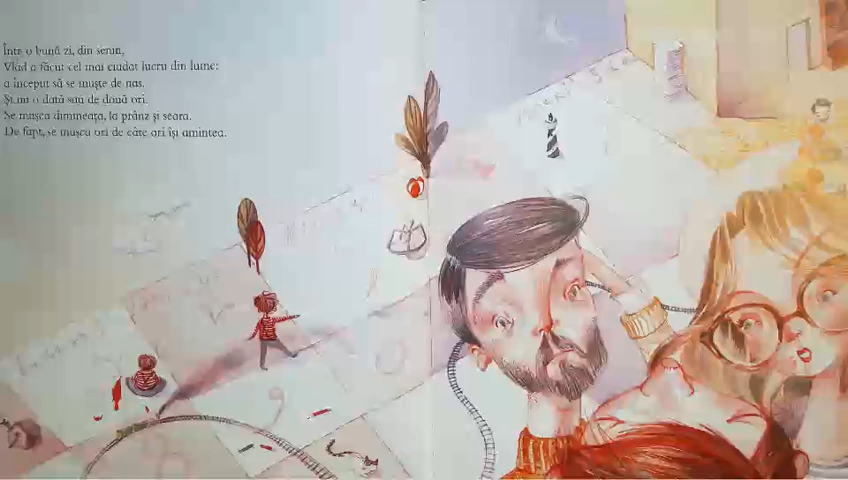 Într-o bună zi, din senin,
Vlad a făcut cel mai ciudat lucru din lume:
a început să se muște de nas.
Și nu o dată sau de două ori.
Se mușca dimineața, la prânz și seara.
De fapt, se mușca ori de câte ori își amintea.